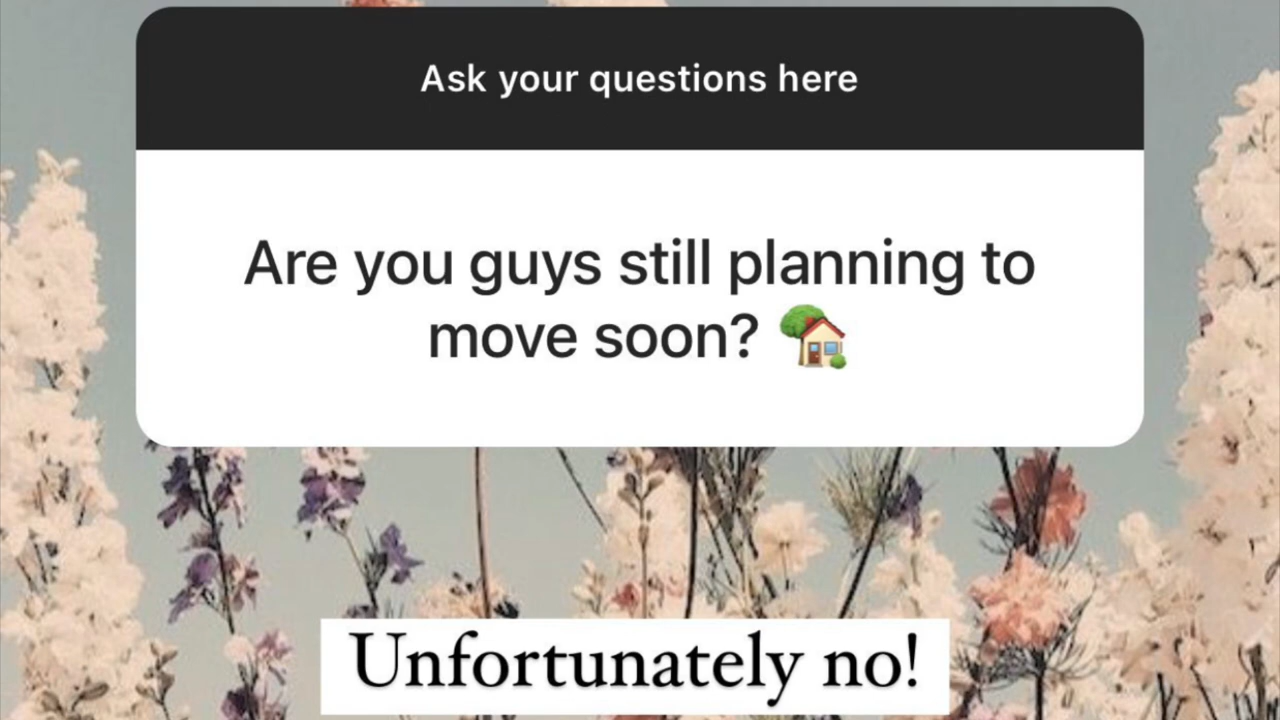 Ask your questions here
Are you guys still planning to
move soon? 🏡
Unfortunately no!